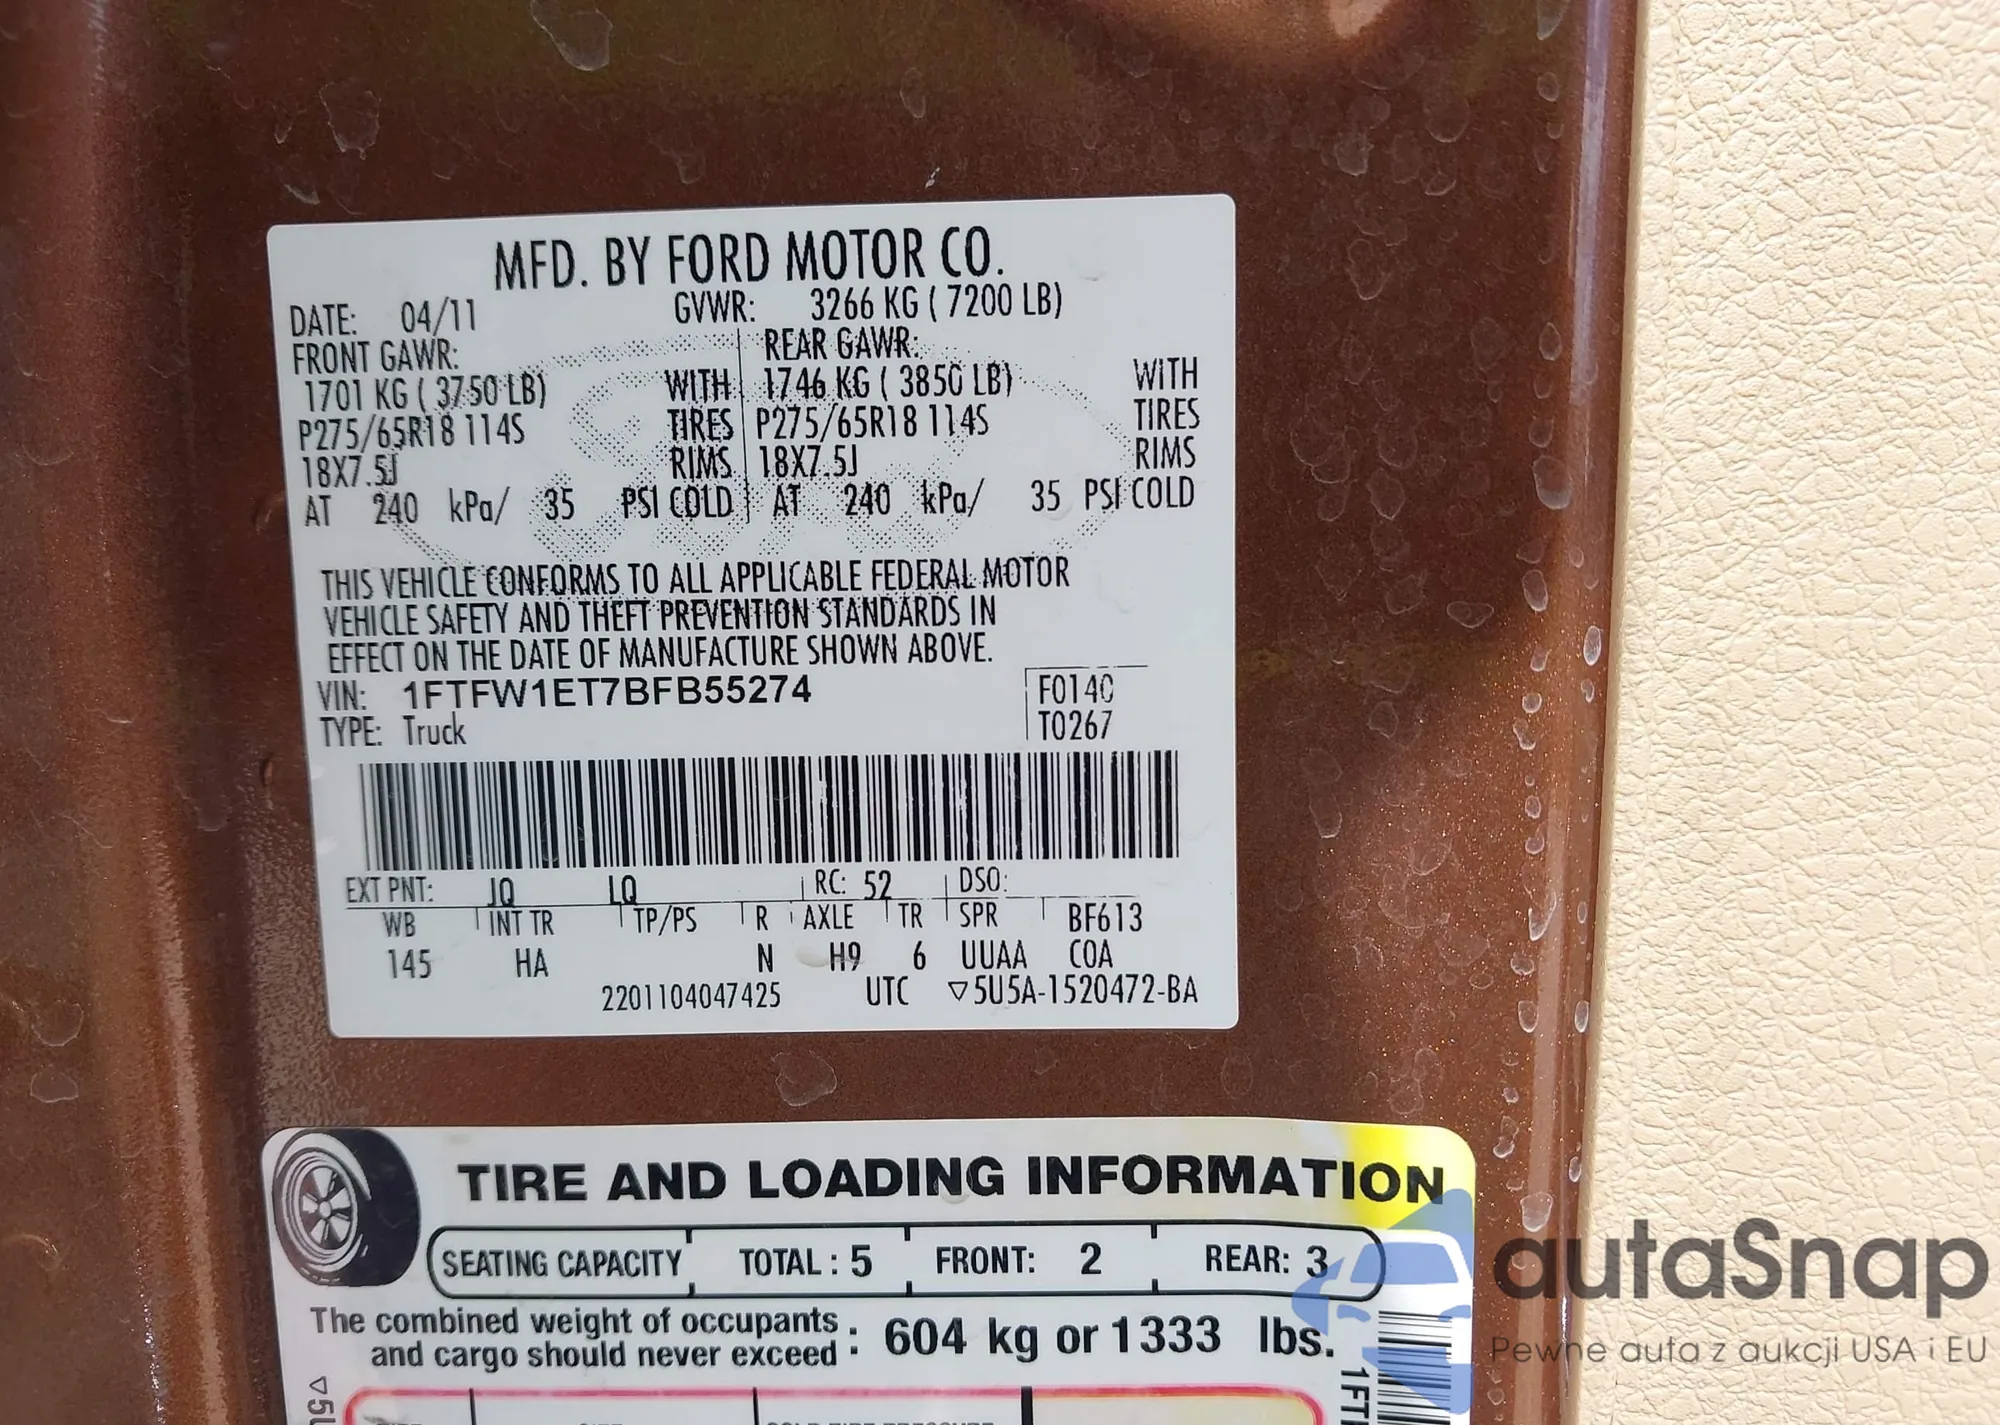 MFD. BY FORD MOTOR CO.
DATE: 04/11 GVWR: 3266 KG ( 7200 LB)
FRONT GAWR: REAR GAWR:
1701 KG ( 3750 LB) WITH 1746 KG ( 3850 LB) WITH
P275/65R18 114S TIRES P275/65R18 114S TIRES
18X7.5J RIMS 18X7.5J RIMS
AT 240 kPa/ 35 PSI COLD AT 240 kPa/ 35 PSI COLD
THIS VEHICLE CONFORMS TO ALL APPLICABLE FEDERAL MOTOR
VEHICLE SAFETY AND THEFT PREVENTION STANDARDS IN
EFFECT ON THE DATE OF MANUFACTURE SHOWN ABOVE.
VIN: 1FTFW1ET7BFB55274 F0140
TYPE: Truck T0267
EXT PNT: JQ LQ RC: 52 DSO:
WB INT TR TP/PS R AXLE TR SPR BF613
145 HA N H9 6 UUAA COA
2201104047425 UTC ▽5U5A-1520472-BA
TIRE AND LOADING INFORMATION
SEATING CAPACITY TOTAL : 5 FRONT: 2 REAR: 3
The combined weight of occupants
and cargo should never exceed : 604 kg or 1333 lbs.
autaSnap
Pewne auta z aukcji USA i EU